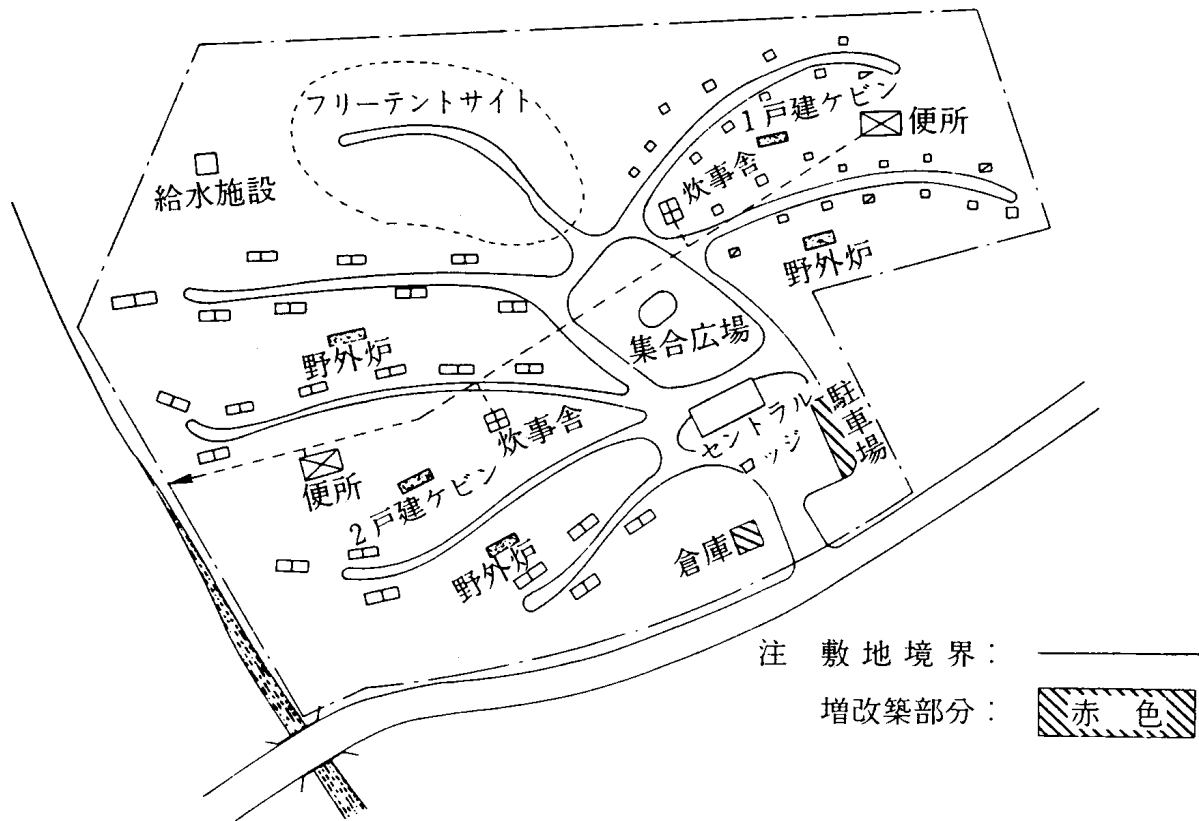 フリーテントサイト
1戸建ケビン
便所
給水施設
炊事舎
野外炉
集合広場
野外炉
駐車場
セントラル
ロッジ
炊事舎
便所
2戸建ケビン
野外炉
倉庫
注 敷地境界:
増改築部分: 赤色